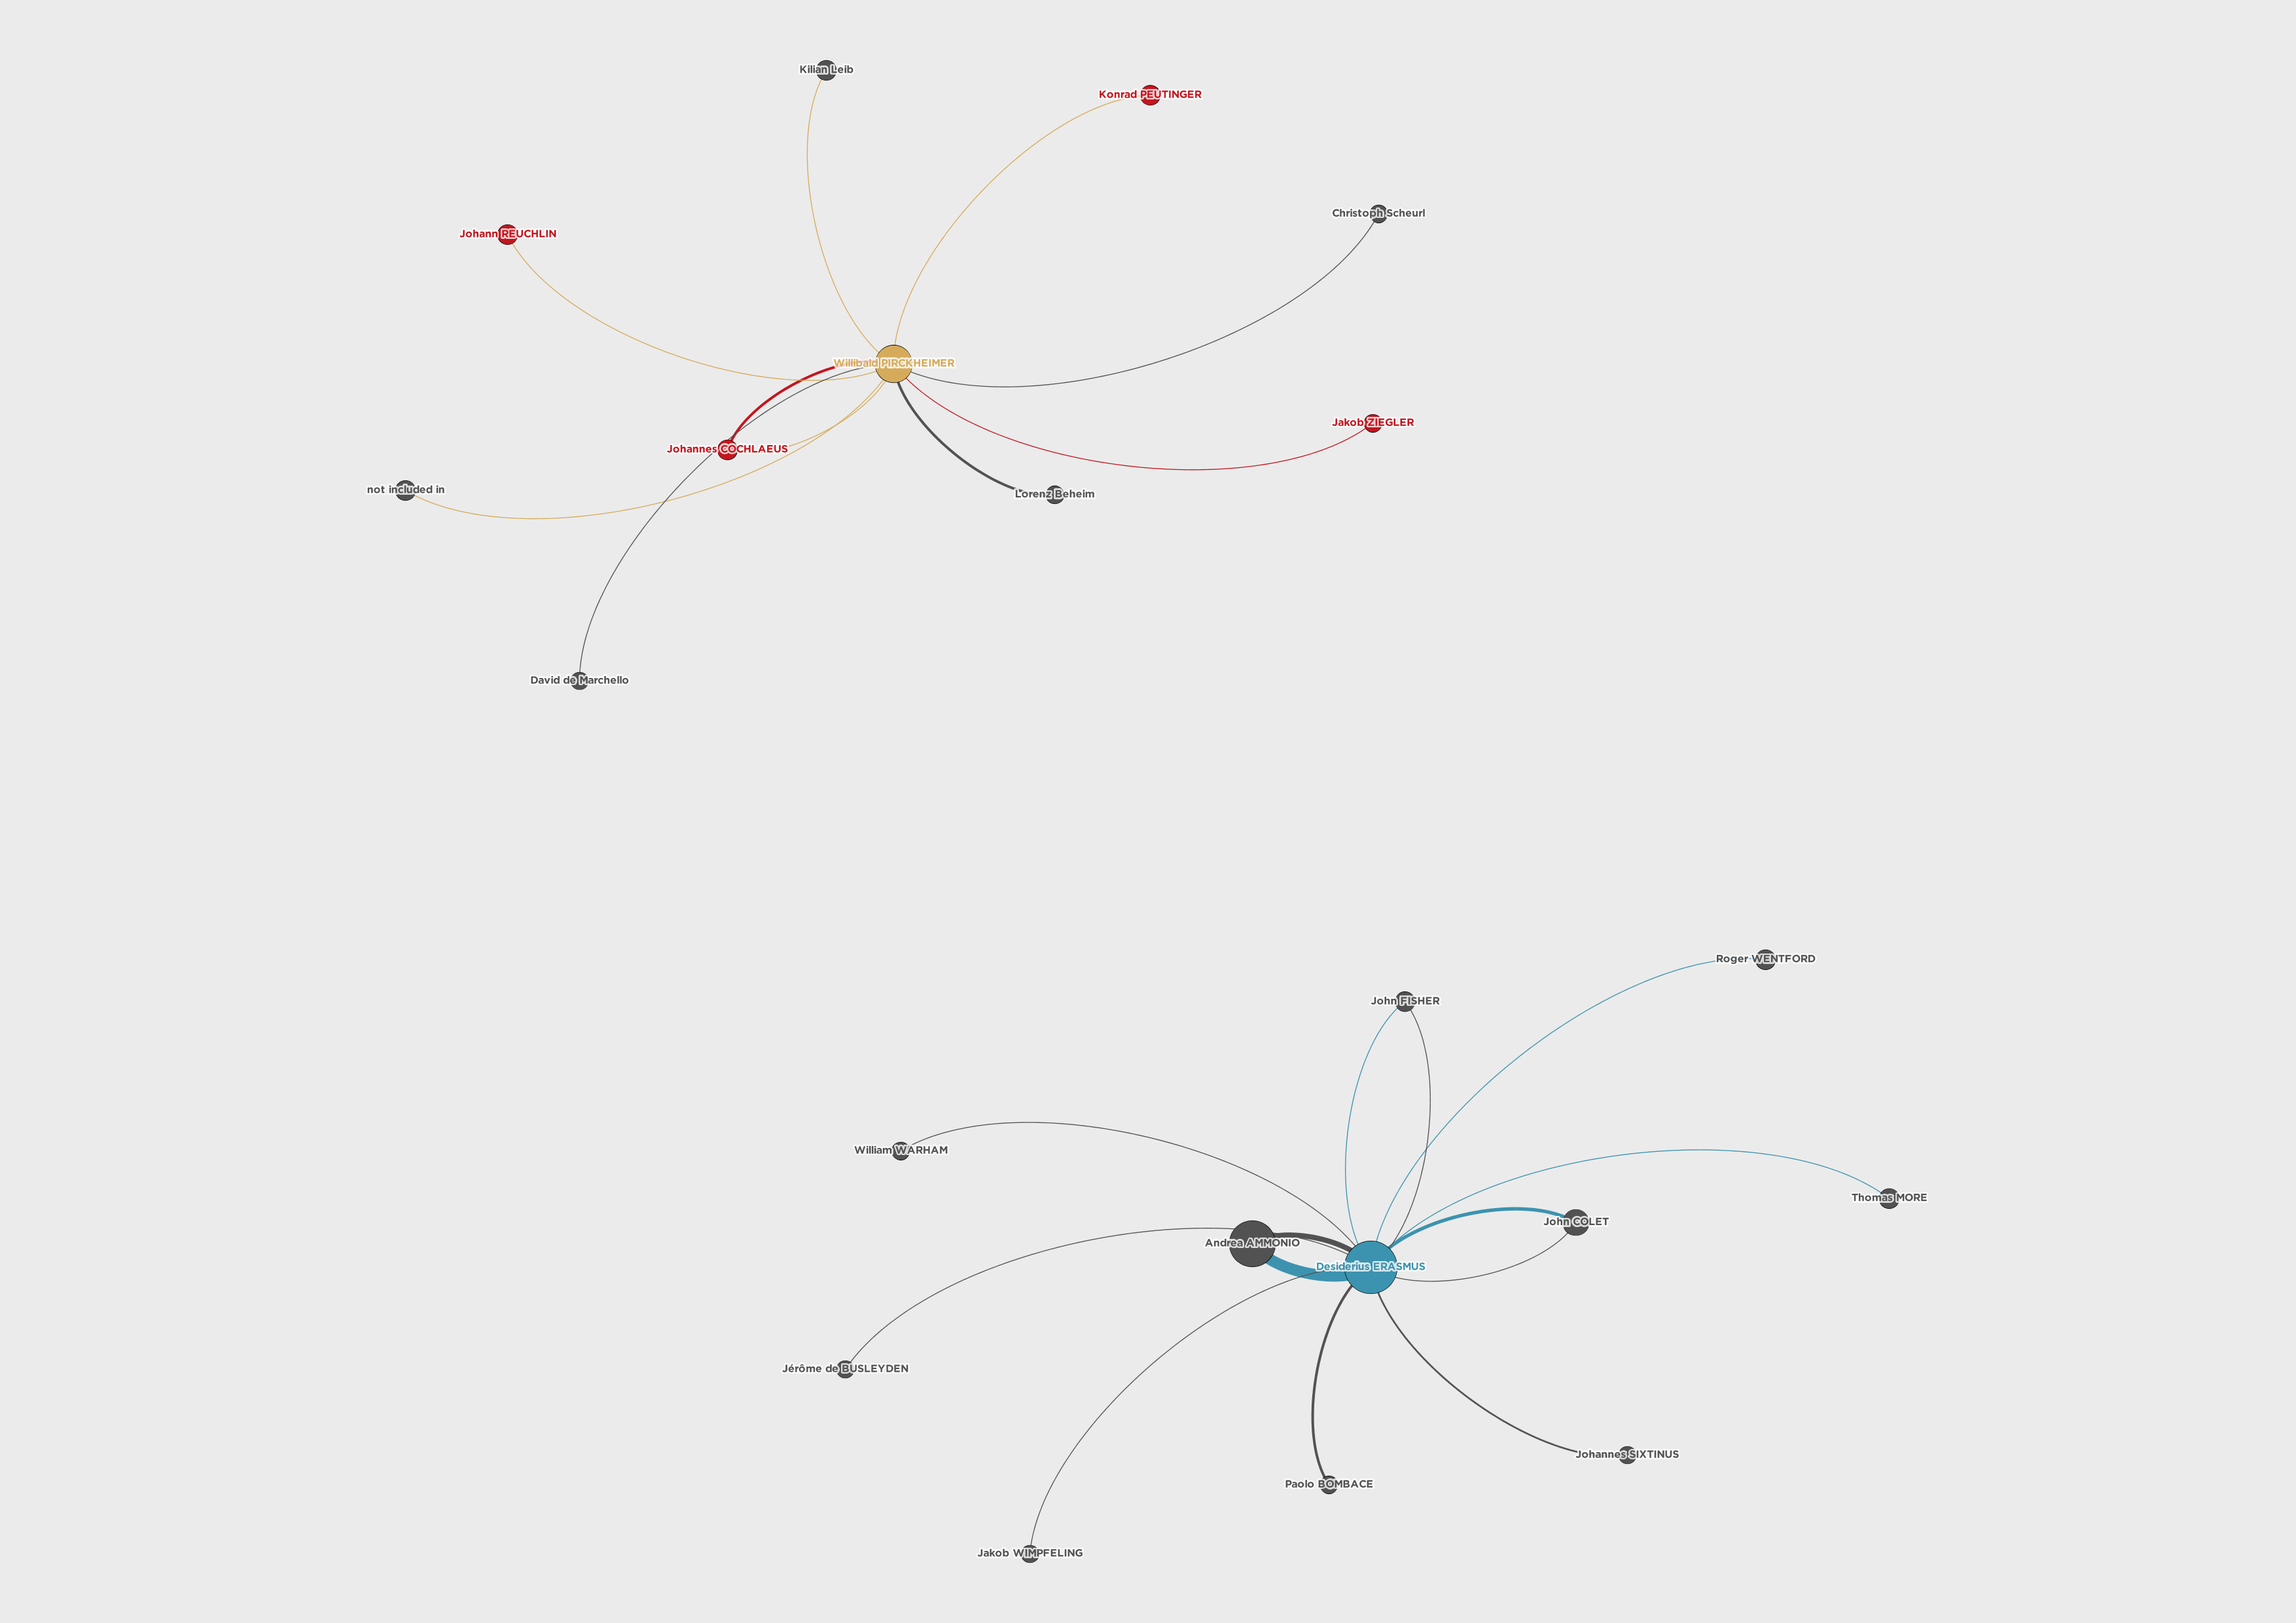 Kilian Leib
Konrad PEUTINGER
Christoph Scheurl
Johann REUCHLIN
Willibald PIRCKHEIMER
Jakob ZIEGLER
Johannes COCHLAEUS
not included in
Lorenz Beheim
David de Marchello
Roger WENTFORD
John FISHER
William WARHAM
Thomas MORE
John COLET
Andrea AMMONIO
Desiderius ERASMUS
Jérôme de BUSLEYDEN
Johannes SIXTINUS
Paolo BOMBACE
Jakob WIMPFELING